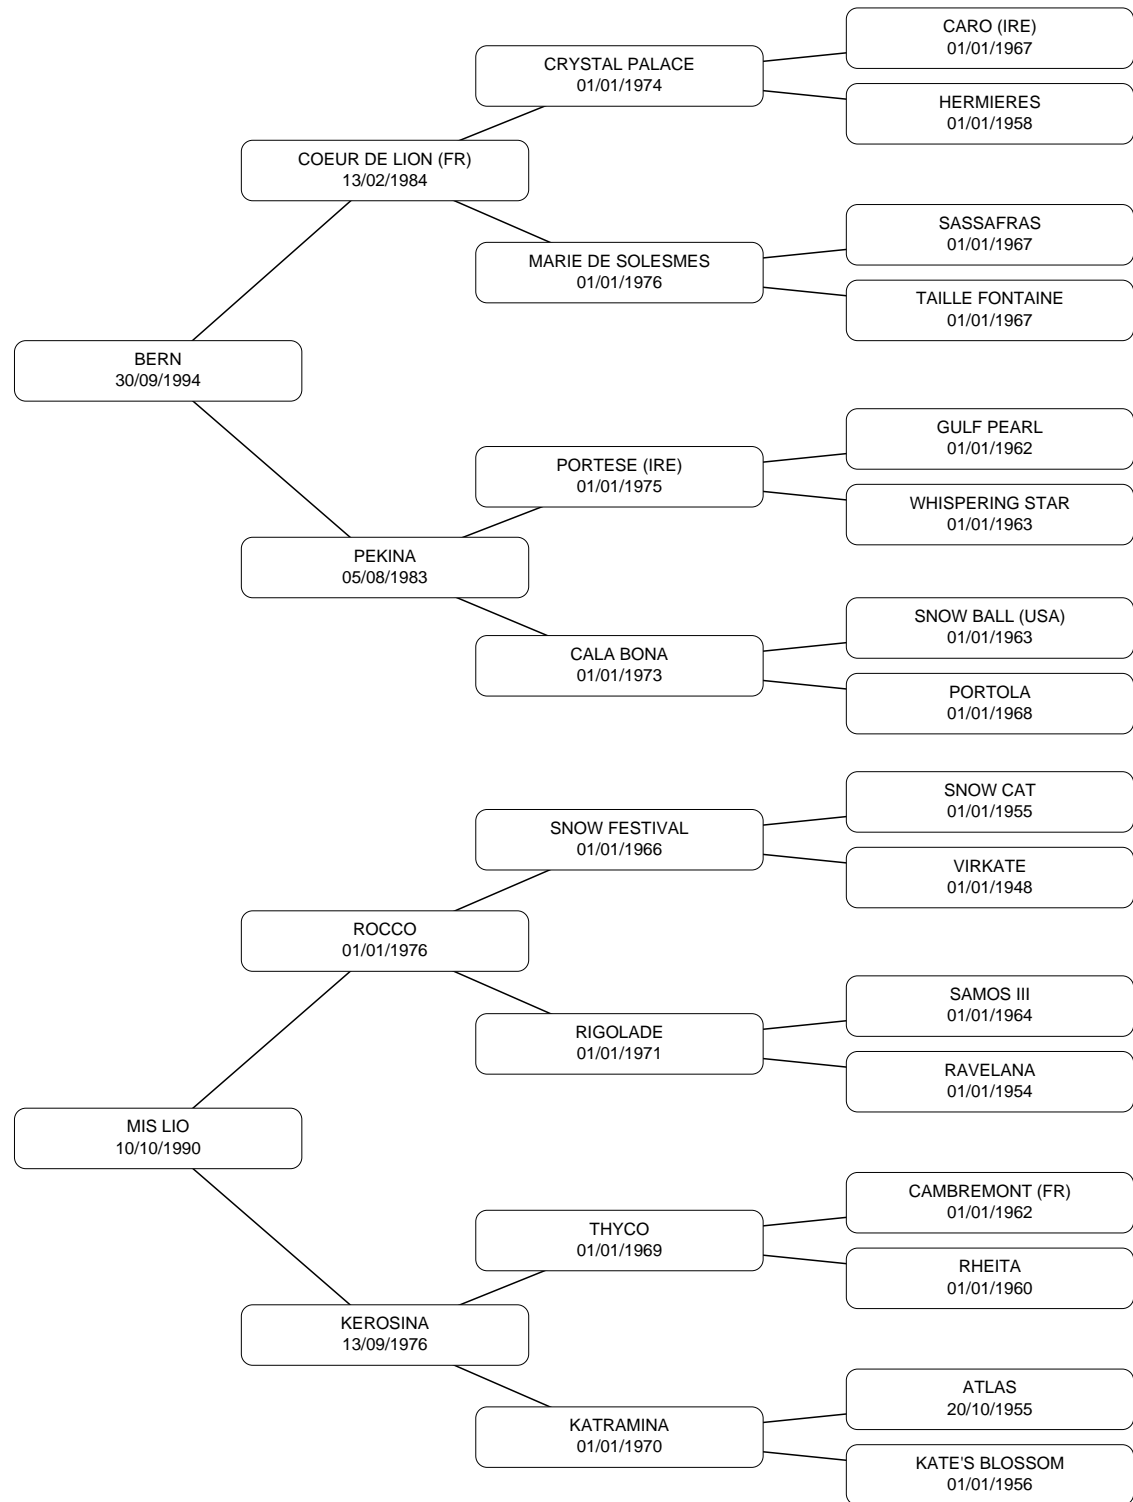 CARO (IRE)
01/01/1967
CRYSTAL PALACE
01/01/1974
HERMIERES
01/01/1958
COEUR DE LION (FR)
13/02/1984
SASSAFRAS
01/01/1967
MARIE DE SOLESMES
01/01/1976
TAILLE FONTAINE
01/01/1967
BERN
30/09/1994
GULF PEARL
01/01/1962
PORTESE (IRE)
01/01/1975
WHISPERING STAR
01/01/1963
PEKINA
05/08/1983
SNOW BALL (USA)
01/01/1963
CALA BONA
01/01/1973
PORTOLA
01/01/1968
SNOW CAT
01/01/1955
SNOW FESTIVAL
01/01/1966
VIRKATE
01/01/1948
ROCCO
01/01/1976
SAMOS III
01/01/1964
RIGOLADE
01/01/1971
RAVELANA
01/01/1954
MIS LIO
10/10/1990
CAMBREMONT (FR)
01/01/1962
THYCO
01/01/1969
RHEITA
01/01/1960
KEROSINA
13/09/1976
ATLAS
20/10/1955
KATRAMINA
01/01/1970
KATE'S BLOSSOM
01/01/1956